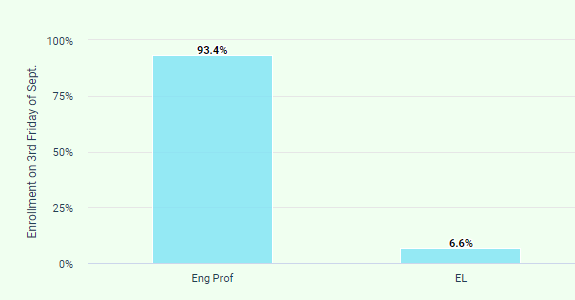 Enrollment on 3rd Friday of Sept.
100%
75%
50%
25%
0%
93.4%
6.6%
Eng Prof
EL